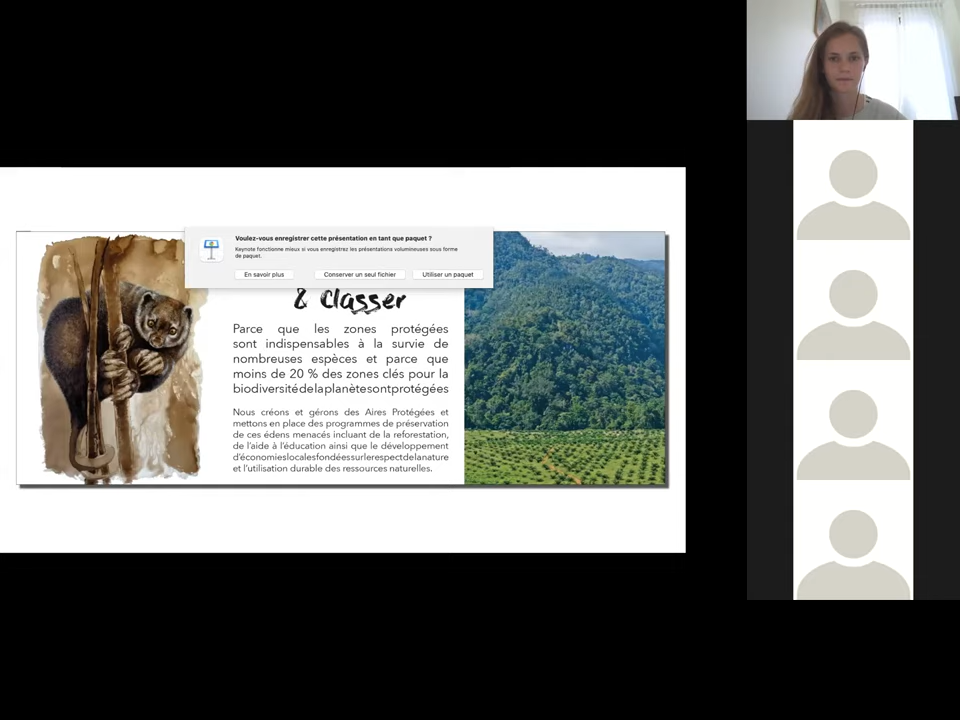 Voulez-vous enregistrer cette présentation en tant que paquet ?
Keynote fonctionne mieux si vous enregistrez les présentations volumineuses sous forme
de paquet.
En savoir plus
Conserver un seul fichier
Utiliser un paquet
& Classer
Parce que les zones protégées
sont indispensables à la survie de
nombreuses espèces et parce que
moins de 20 % des zones clés pour la
biodiversitédelaplanètesontprotégées
Nous créons et gérons des Aires Protégées et
mettons en place des programmes de préservation
de ces édens menacés incluant de la reforestation,
de l'aide à l'éducation ainsi que le développement
d'économieslocalesfondéessurlerespectdelanature
et l'utilisation durable des ressources naturelles.